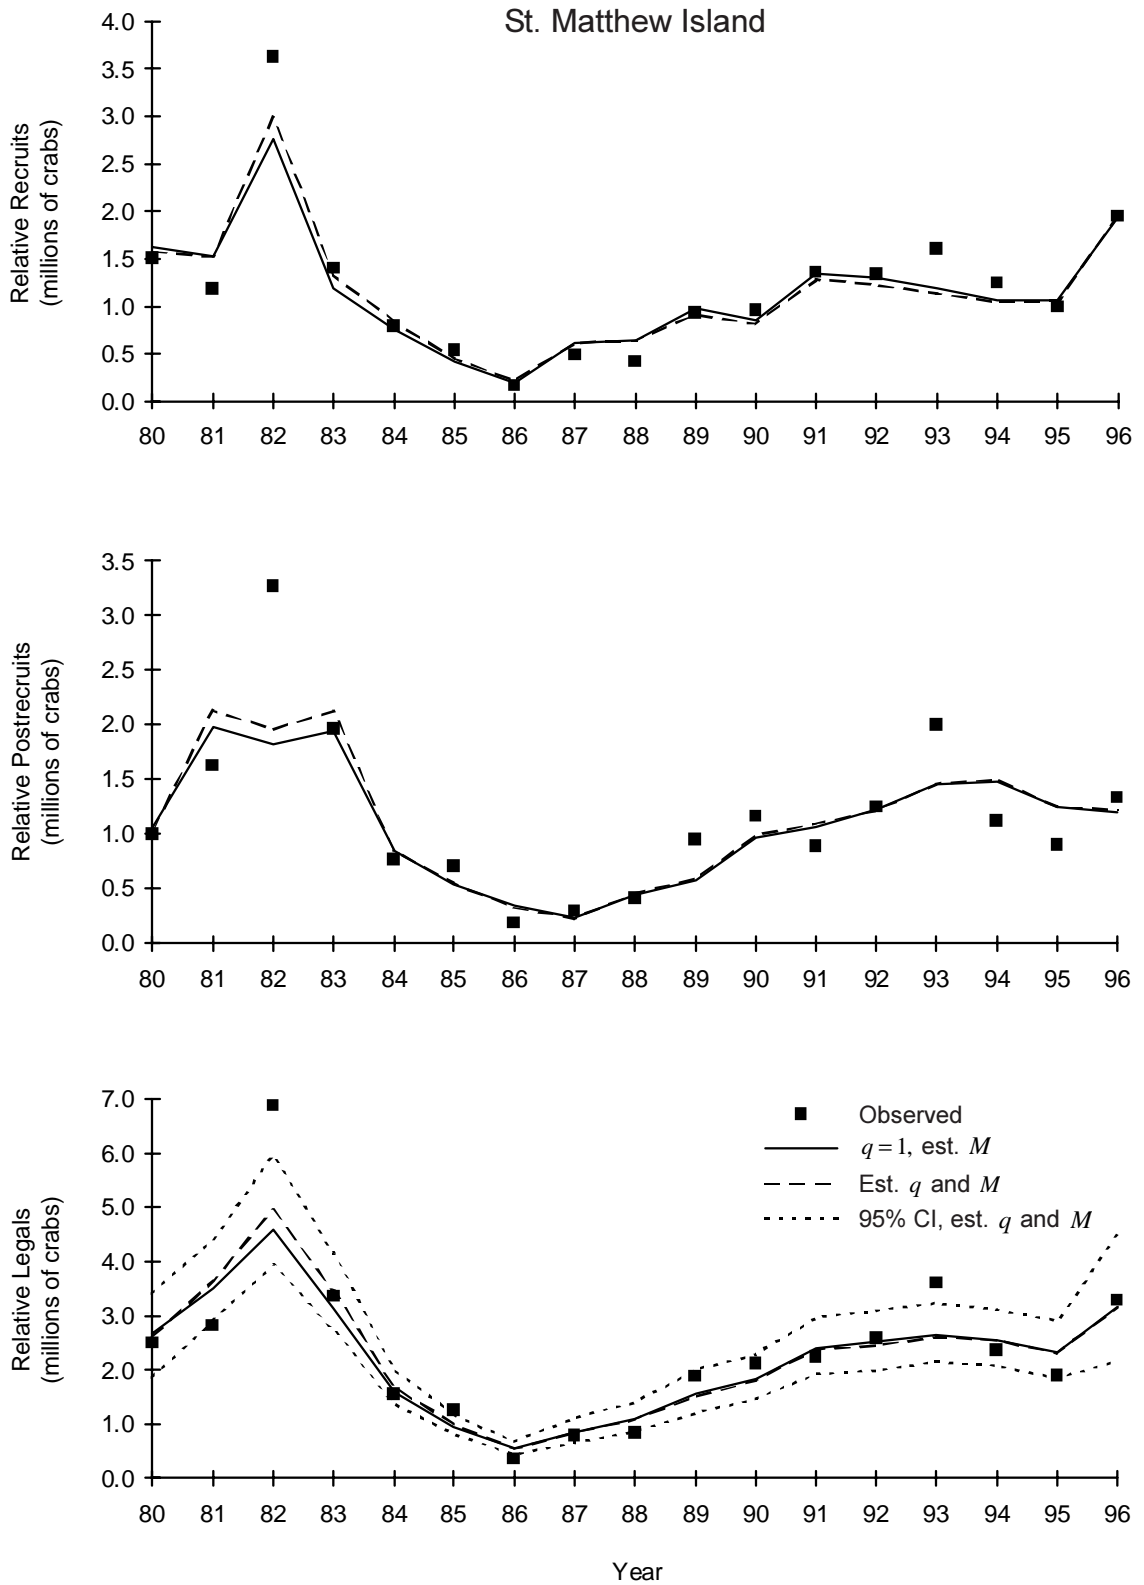 St. Matthew Island
Relative Recruits
(millions of crabs)
4.0
3.5
3.0
2.5
2.0
1.5
1.0
0.5
0.0
80 81 82 83 84 85 86 87 88 89 90 91 92 93 94 95 96
Relative Postrecruits
(millions of crabs)
3.5
3.0
2.5
2.0
1.5
1.0
0.5
0.0
80 81 82 83 84 85 86 87 88 89 90 91 92 93 94 95 96
Relative Legals
(millions of crabs)
7.0
6.0
5.0
4.0
3.0
2.0
1.0
0.0
Observed
q = 1, est. M
Est. q and M
95% CI, est. q and M
80 81 82 83 84 85 86 87 88 89 90 91 92 93 94 95 96
Year